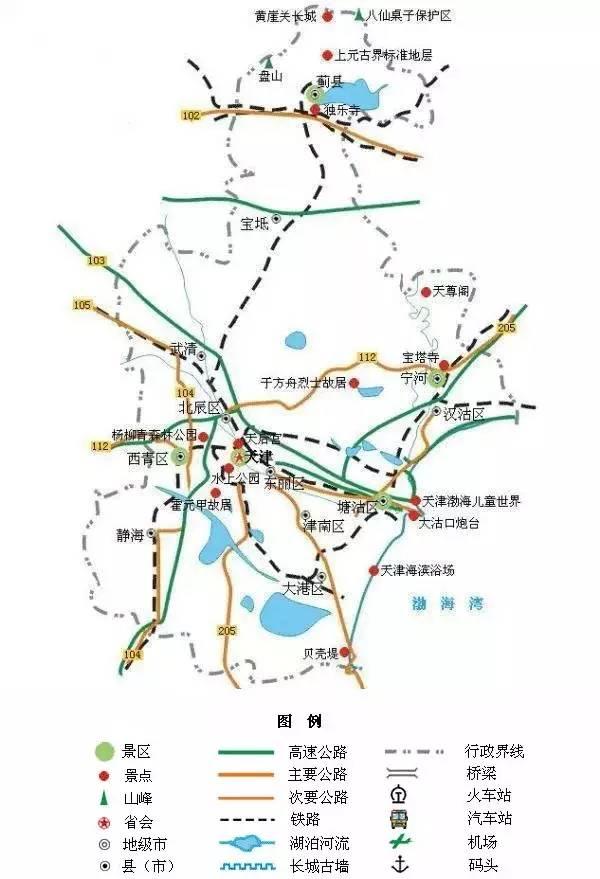 黄崖关长城
八仙桌子保护区
上元古界标准地层
盘山
蓟县
独乐寺
102
宝坻
103
天尊阁
105
205
武清
112
宝塔寺
宁河
千方舟烈士故居
104
汉沽区
北辰区
杨柳青森林公园
天后宫
112
天津
西青区
水上公园
东丽区
霍元甲故居
塘沽区
天津渤海儿童世界
津南区
大沽口炮台
静海
天津海滨浴场
大港区
渤海湾
205
104
贝壳堤
图 例
景区
高速公路
行政界线
景点
主要公路
桥梁
山峰
次要公路
火车站
省会
铁路
汽车站
地级市
湖泊河流
机场
县（市）
长城古墙
码头